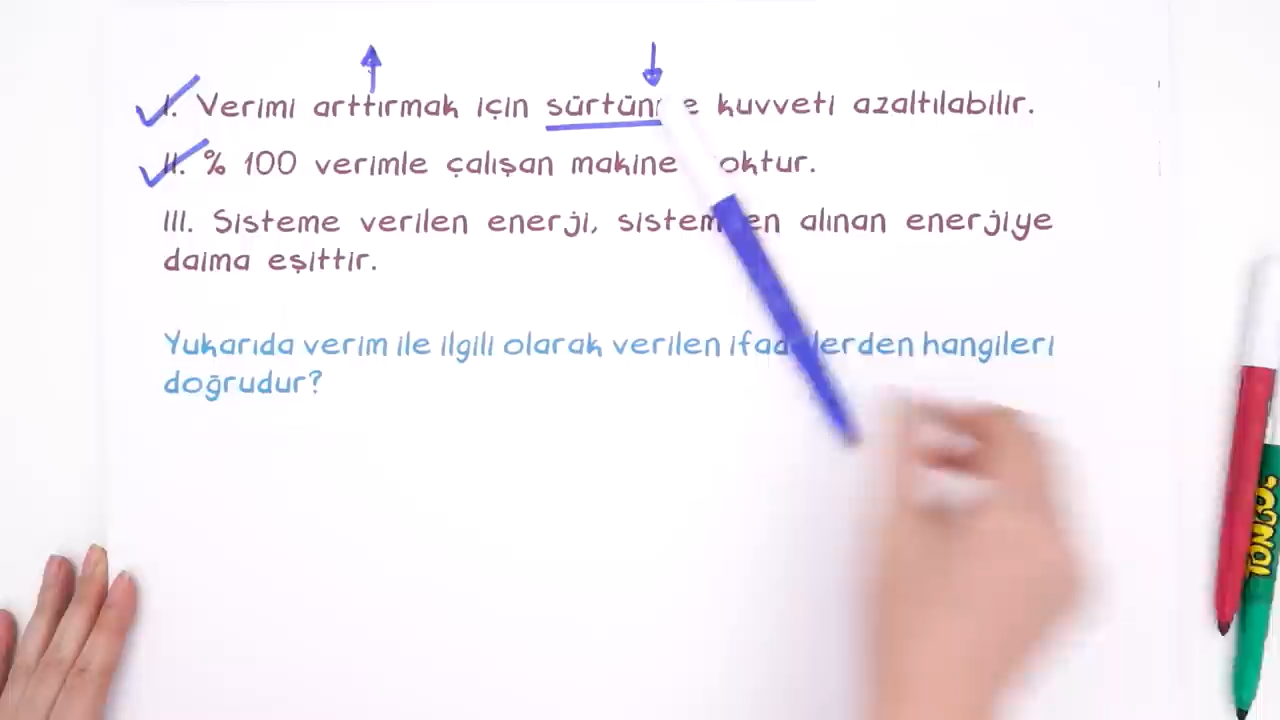 I. Verimi arttırmak için kuvveti azaltılabilir.
II. % 100 verimle çalışan makine
III. Sisteme verilen enerji, alınan enerjiye
daima eşittir.
Yukarıda verim ile ilgili olarak verilen hangileri
doğrudur?
TONGO